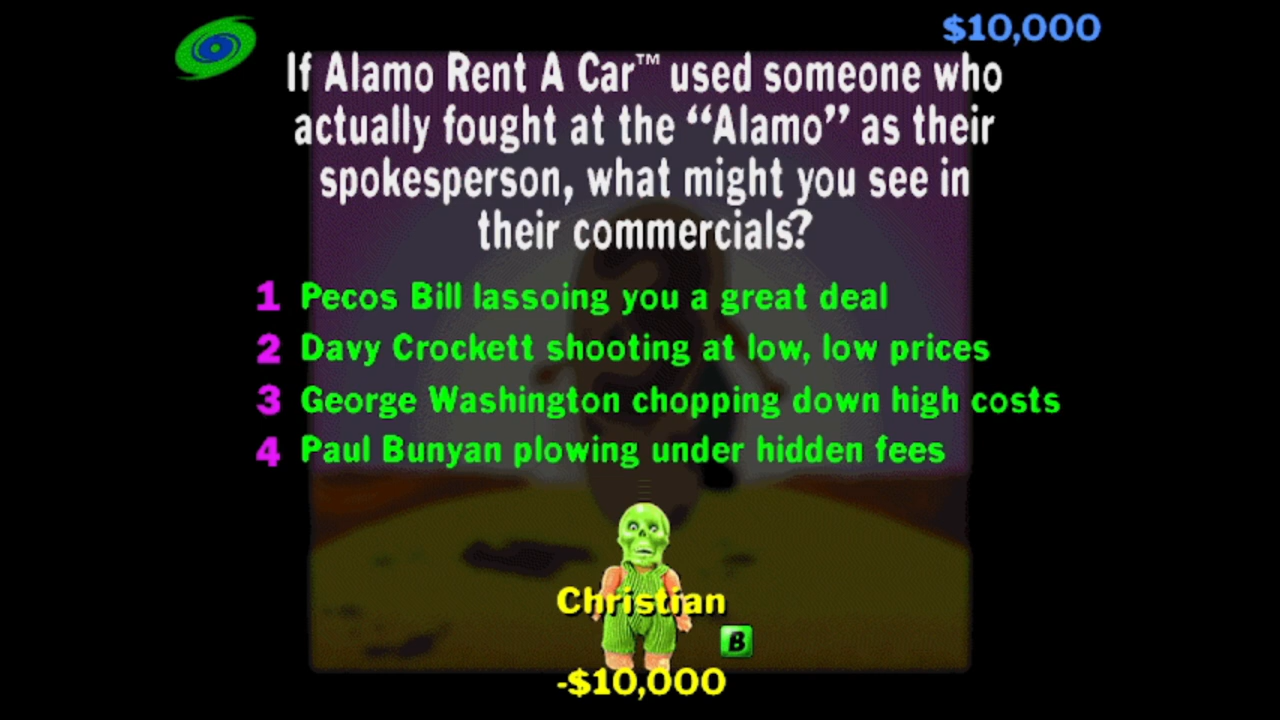 $10,000
If Alamo Rent A Car™ used someone who
actually fought at the “Alamo” as their
spokesperson, what might you see in
their commercials?
1 Pecos Bill lassoing you a great deal
2 Davy Crockett shooting at low, low prices
3 George Washington chopping down high costs
4 Paul Bunyan plowing under hidden fees
Christian
B
-$10,000